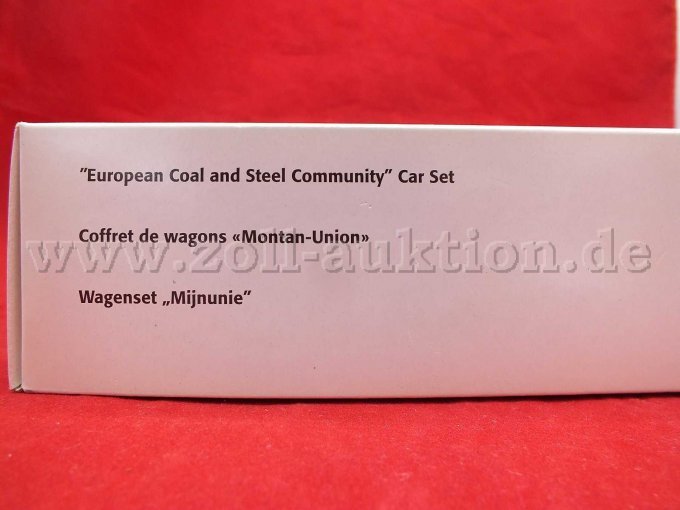 ”European Coal and Steel Community” Car Set
Coffret de wagons «Montan-Union»
www.zoll-auktion.de
Wagenset „Mijnunie”